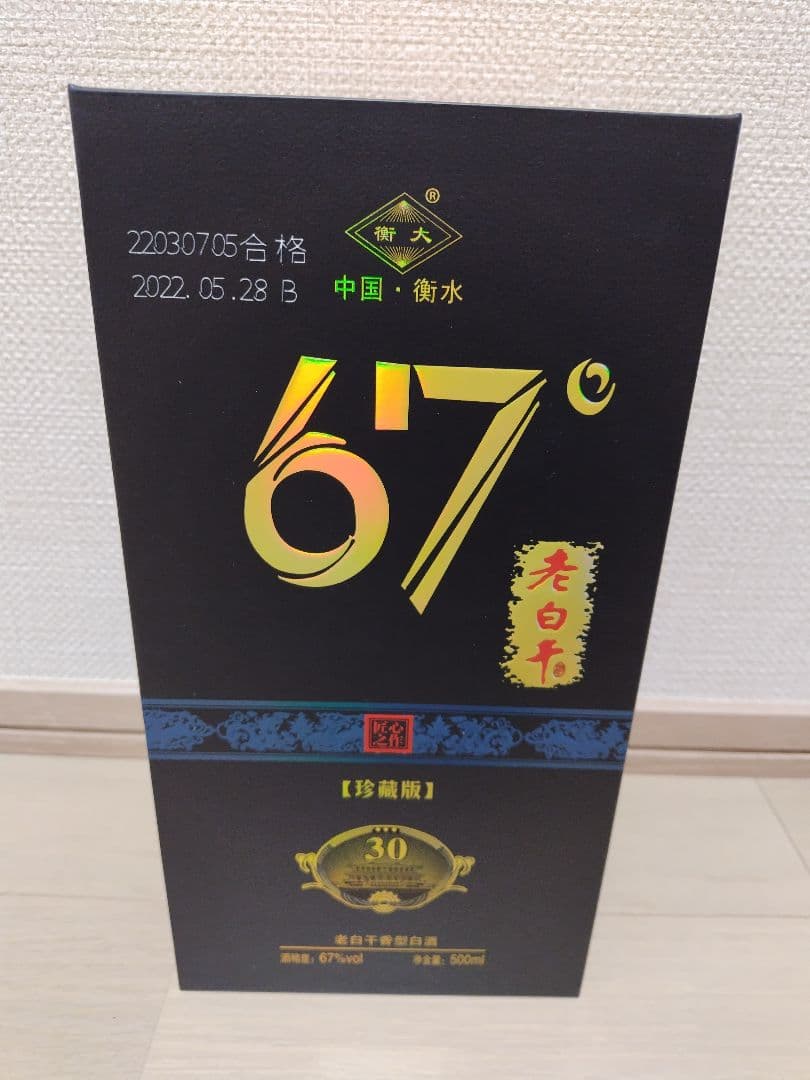 ®
衡大
22030705合格
2022.05.28 B
中国·衡水
67°
老白干
匠心之作
【珍藏版】
30
老白干香型白酒
酒精度：67%vol 净含量：500ml